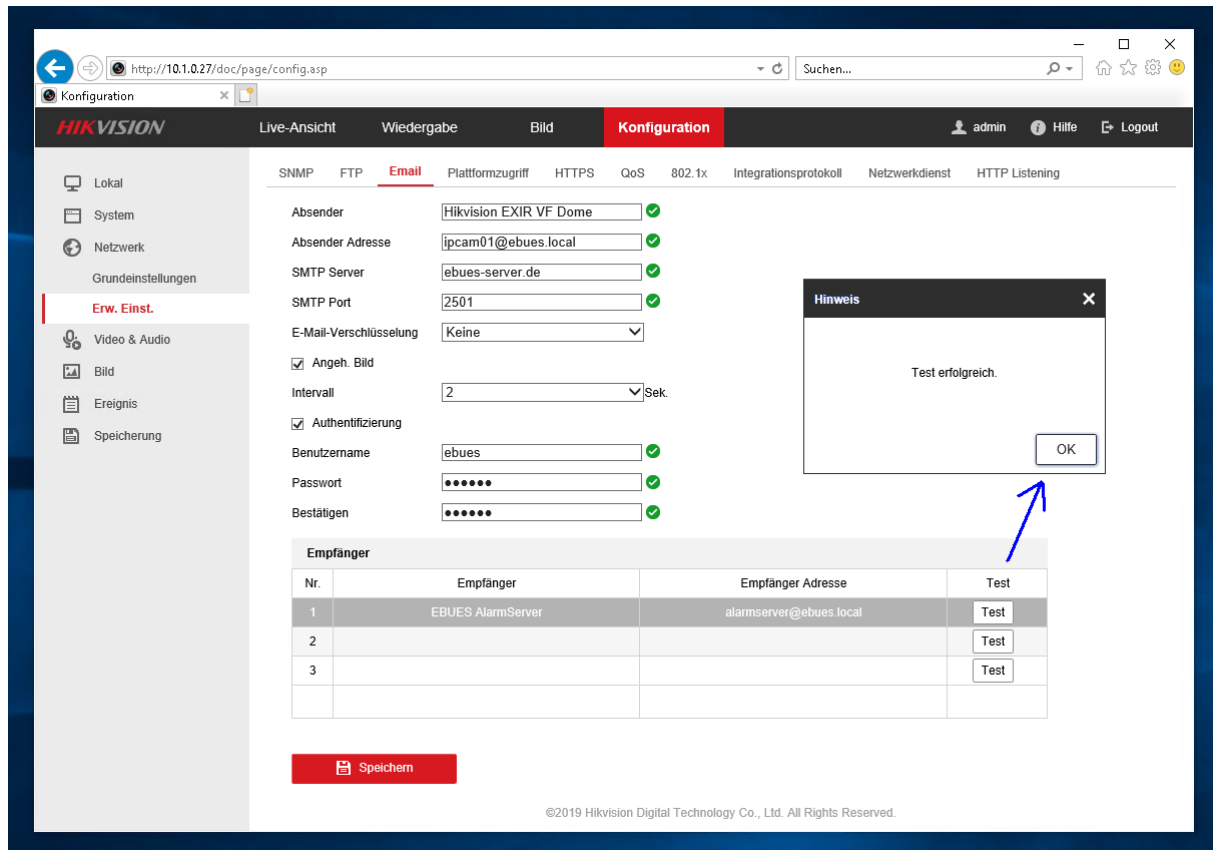 http://10.1.0.27/doc/page/config.asp
Suchen...
Konfiguration
HIKVISION
Live-Ansicht
Wiedergabe
Bild
Konfiguration
admin
Hilfe
Logout
Lokal
System
Netzwerk
Grundeinstellungen
Erw. Einst.
Video & Audio
Bild
Ereignis
Speicherung
SNMP FTP Email Plattformzugriff HTTPS QoS 802.1x Integrationsprotokoll Netzwerkdienst HTTP Listening
Absender Hikvision EXIR VF Dome
Absender Adresse ipcam01@ebues.local
SMTP Server ebues-server.de
SMTP Port 2501
E-Mail-Verschlüsselung Keine
Angeh. Bild
Intervall 2 Sek.
Authentifizierung
Benutzername ebues
Passwort ●●●●●●
Bestätigen ●●●●●●
Hinweis
Test erfolgreich.
OK
Empfänger
Nr. Empfänger Empfänger Adresse Test
1 EBUES AlarmServer alarmserver@ebues.local Test
2 Test
3 Test
Speichern
©2019 Hikvision Digital Technology Co., Ltd. All Rights Reserved.